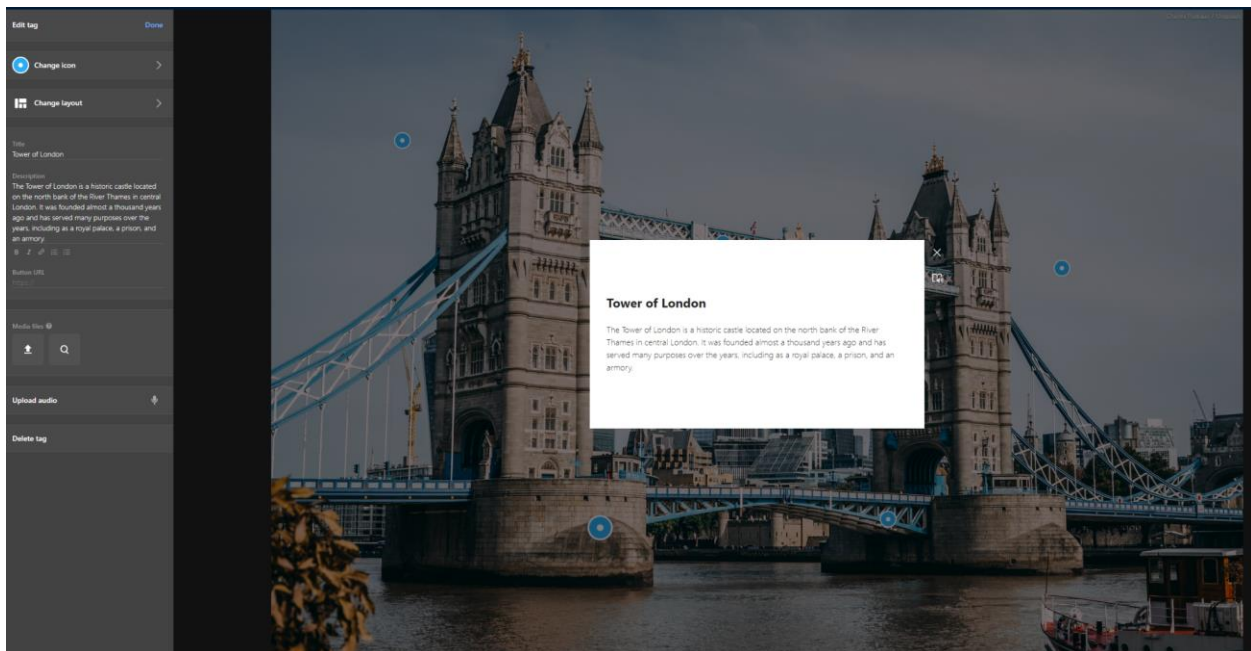 Edit tag
Done
Change icon
Change layout
Title
Tower of London
Description
The Tower of London is a historic castle located
on the north bank of the River Thames in central
London. It was founded almost a thousand years
ago and has served many purposes over the
years, including as a royal palace, a prison, and
an armory.
B I
Button URL
https://
Media files
Upload audio
Delete tag
Tower of London
The Tower of London is a historic castle located on the north bank of the River
Thames in central London. It was founded almost a thousand years ago and has
served many purposes over the years, including as a royal palace, a prison, and an
armory.